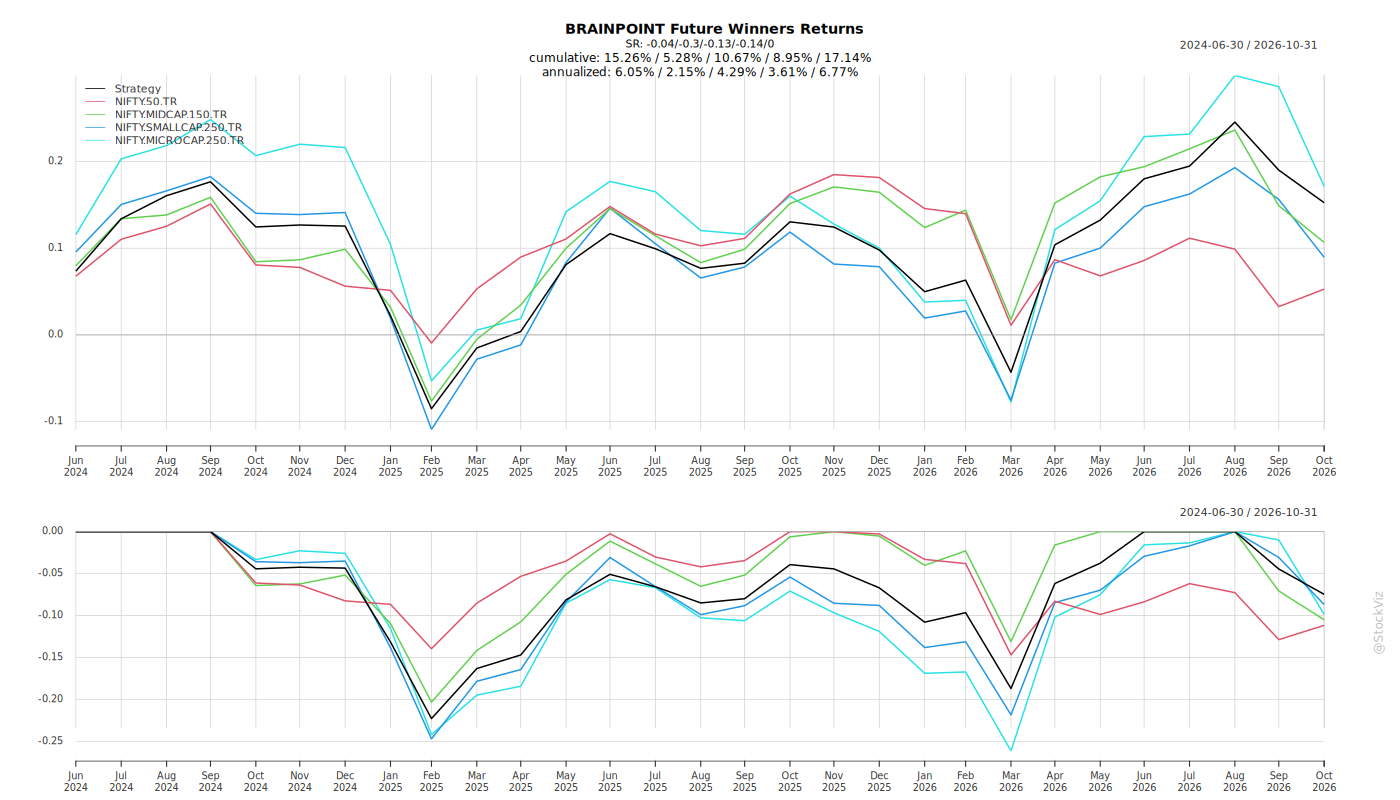 BRAINPOINT Future Winners Returns
SR: -0.04/-0.3/-0.13/-0.14/0
cumulative: 15.26% / 5.28% / 10.67% / 8.95% / 17.14%
annualized: 6.05% / 2.15% / 4.29% / 3.61% / 6.77%
2024-06-30 / 2026-10-31
Strategy
NIFTY.50.TR
NIFTY.MIDCAP.150.TR
NIFTY.SMALLCAP.250.TR
NIFTY.MICROCAP.250.TR
0.2
0.1
0.0
-0.1
Jun Jul Aug Sep Oct Nov Dec Jan Feb Mar Apr May Jun Jul Aug Sep Oct Nov Dec Jan Feb Mar Apr May Jun Jul Aug Sep Oct
2024 2024 2024 2024 2024 2024 2024 2025 2025 2025 2025 2025 2025 2025 2025 2025 2025 2025 2025 2026 2026 2026 2026 2026 2026 2026 2026 2026 2026
2024-06-30 / 2026-10-31
0.00
-0.05
-0.10
-0.15
-0.20
-0.25
Jun Jul Aug Sep Oct Nov Dec Jan Feb Mar Apr May Jun Jul Aug Sep Oct Nov Dec Jan Feb Mar Apr May Jun Jul Aug Sep Oct
2024 2024 2024 2024 2024 2024 2024 2025 2025 2025 2025 2025 2025 2025 2025 2025 2025 2025 2025 2026 2026 2026 2026 2026 2026 2026 2026 2026 2026
@StockViz